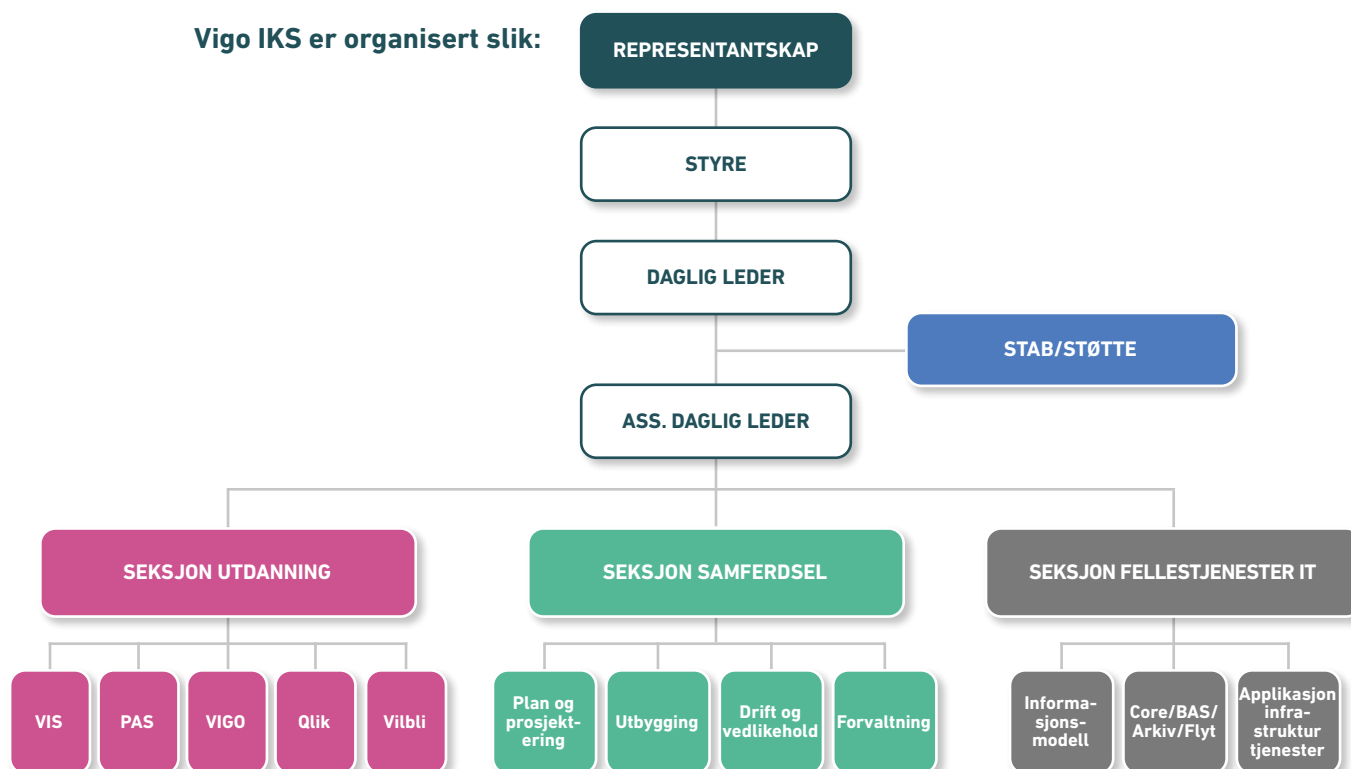 Vigo IKS er organisert slik:
REPRESENTANTSKAP
STYRE
DAGLIG LEDER
STAB/STØTTE
ASS. DAGLIG LEDER
SEKSJON UTDANNING
SEKSJON SAMFERDSEL
SEKSJON FELLESTJENESTER IT
VIS
PAS
VIGO
Qlik
Vilbli
Plan og
prosjekt-
ering
Utbygging
Drift og
vedlikehold
Forvaltning
Informa-
sjons-
modell
Core/BAS/
Arkiv/Flyt
Applikasjon
infra-
struktur
tjenester